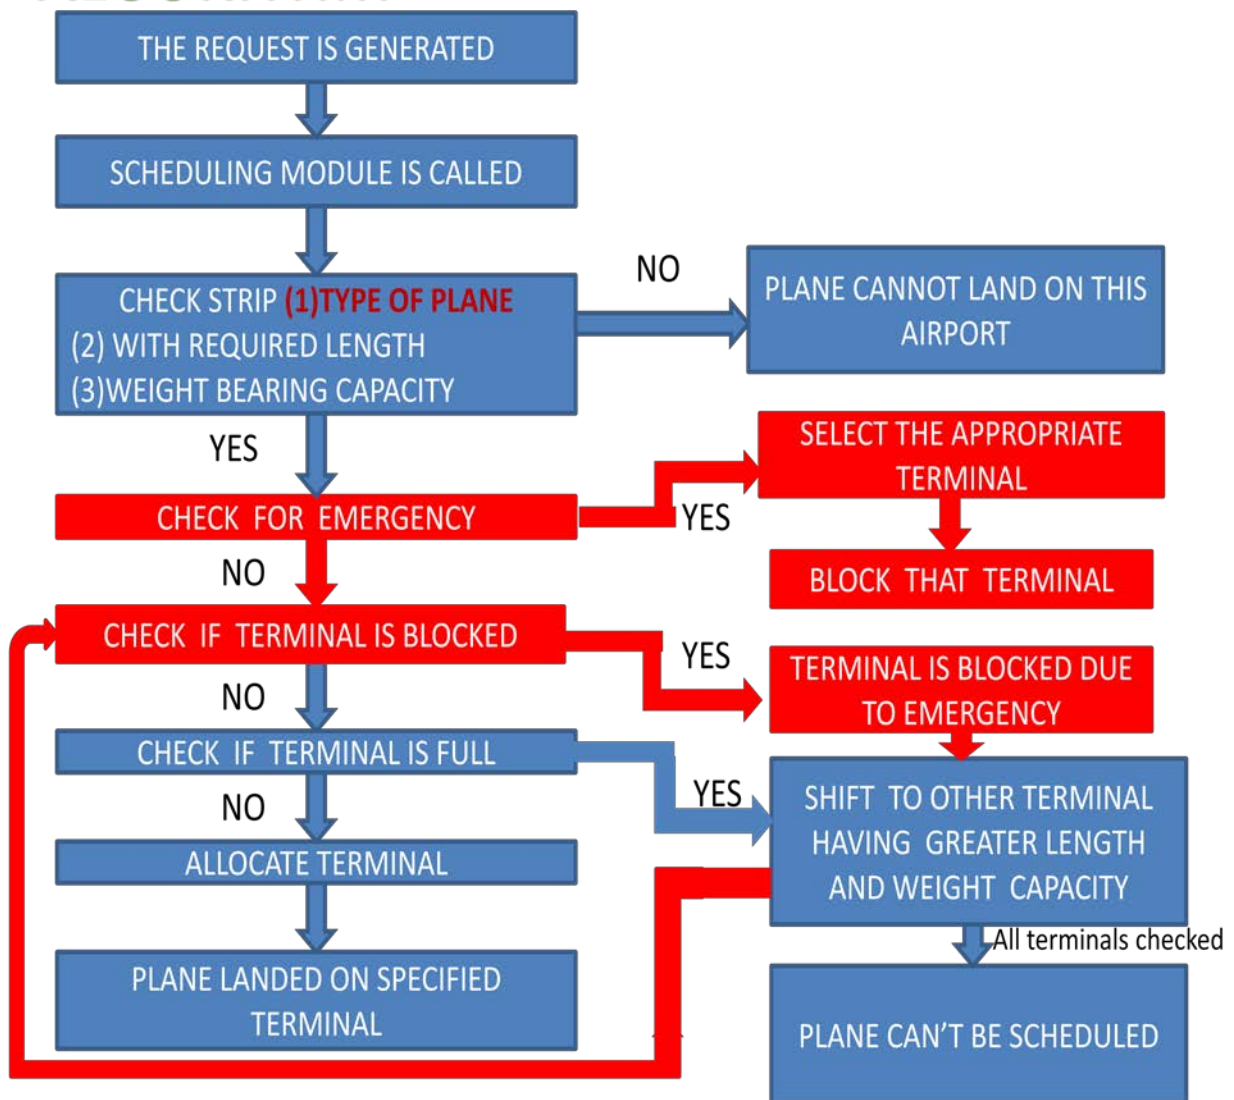 THE REQUEST IS GENERATED
SCHEDULING MODULE IS CALLED
CHECK STRIP (1)TYPE OF PLANE
(2) WITH REQUIRED LENGTH
(3)WEIGHT BEARING CAPACITY
NO
PLANE CANNOT LAND ON THIS
AIRPORT
YES
CHECK FOR EMERGENCY
YES
SELECT THE APPROPRIATE
TERMINAL
BLOCK THAT TERMINAL
NO
CHECK IF TERMINAL IS BLOCKED
YES
TERMINAL IS BLOCKED DUE
TO EMERGENCY
NO
CHECK IF TERMINAL IS FULL
YES
SHIFT TO OTHER TERMINAL
HAVING GREATER LENGTH
AND WEIGHT CAPACITY
NO
ALLOCATE TERMINAL
PLANE LANDED ON SPECIFIED
TERMINAL
All terminals checked
PLANE CAN'T BE SCHEDULED